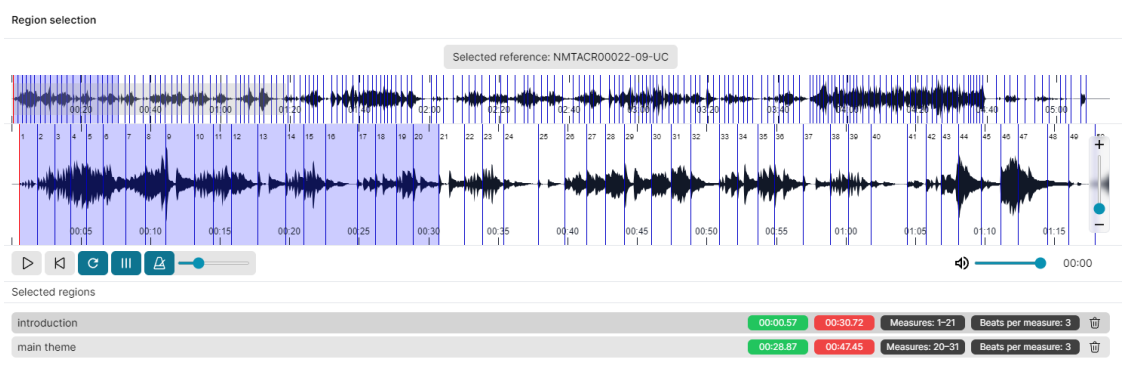 Region selection
Selected reference: NMTACR00022-09-UC
00:20 00:40 01:00 01:20 02:00 02:20 02:40 03:00 03:20 03:40 04:00 04:20 04:40 05:00
1 2 3 4 5 6 7 8 9 10 11 12 13 14 15 16 17 18 19 20 21 22 23 24 25 26 27 28 29 30 31 32 33 34 35 36 37 38 39 40 41 42 43 44 45 46 47 48 49
00:05 00:10 00:15 00:20 00:25 00:30 00:35 00:40 00:45 00:50 00:55 01:00 01:05 01:10 01:15
00:00
Selected regions
introduction 00:00.57 00:30.72 Measures: 1–21 Beats per measure: 3
main theme 00:28.87 00:47.45 Measures: 20–31 Beats per measure: 3